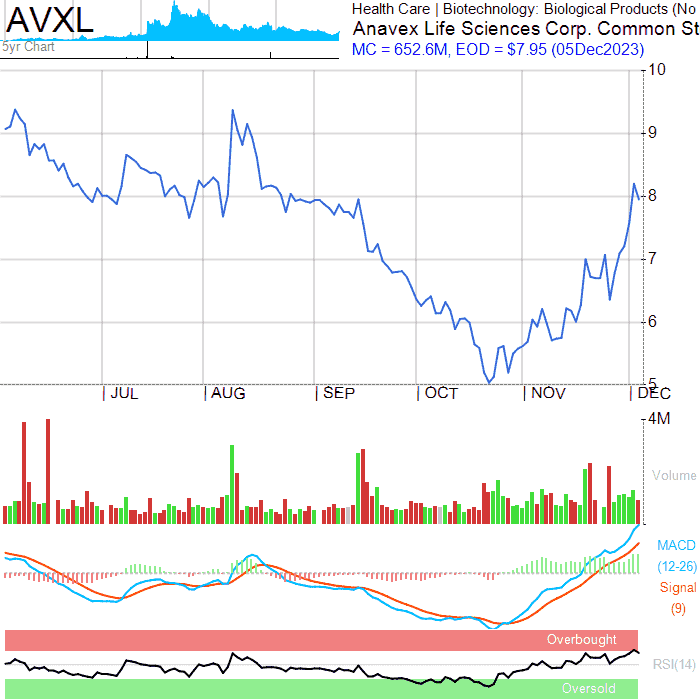 AVXL
5yr Chart
Health Care | Biotechnology: Biological Products (No
Anavex Life Sciences Corp. Common St
MC = 652.6M, EOD = $7.95 (05Dec2023)
10
9
8
7
6
5
JUL AUG SEP OCT NOV DEC
4M
Volume
MACD
(12-26)
Signal
(9)
Overbought
RSI(14)
Oversold